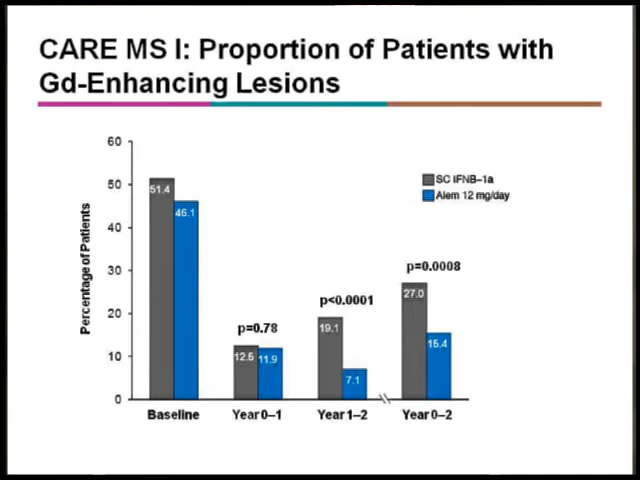 CARE MS I: Proportion of Patients with
Gd-Enhancing Lesions
Percentage of Patients
60
50
40
30
20
10
0
SC IFNB–1a
Alem 12 mg/day
51.4
46.1
p=0.78
12.5
11.9
p<0.0001
19.1
7.1
p=0.0008
27.0
15.4
Baseline
Year 0–1
Year 1–2
Year 0–2